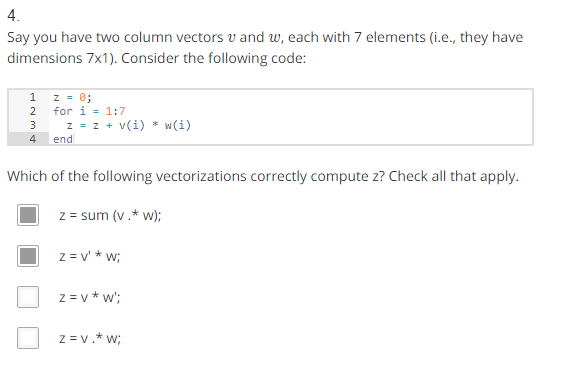 4.
Say you have two column vectors v and w, each with 7 elements (i.e., they have
dimensions 7x1). Consider the following code:
1 z = 0;
2 for i = 1:7
3 z = z + v(i) * w(i)
4 end
Which of the following vectorizations correctly compute z? Check all that apply.
z = sum (v .* w);
z = v' * w;
z = v * w';
z = v .* w;